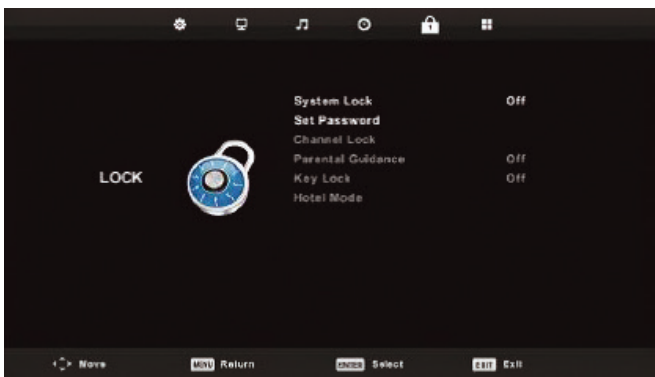 System Lock Off
Set Password
Channel Lock
Parental Guidance Off
LOCK
Key Lock Off
Hotel Mode
Move MENU Return ENTER Select EXIT Exit